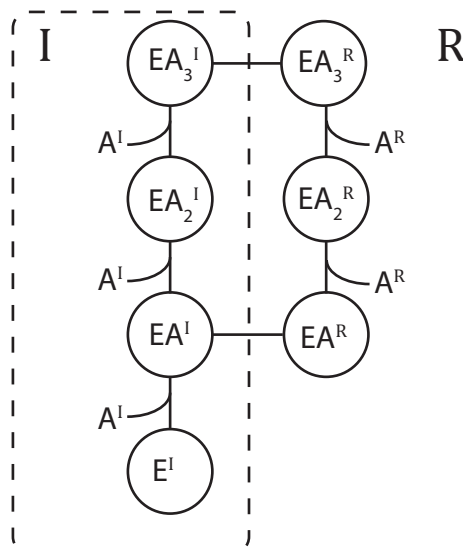 I R
EA₃ᴵ EA₃ᴿ
Aᴵ Aᴿ
EA₂ᴵ EA₂ᴿ
Aᴵ Aᴿ
EAᴵ EAᴿ
Aᴵ
Eᴵ